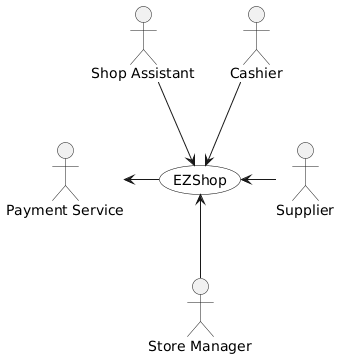 Shop Assistant
Cashier
Payment Service
EZShop
Supplier
Store Manager